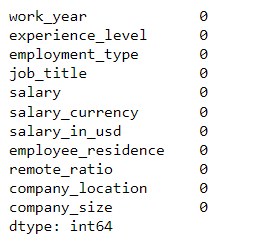 work_year 0
experience_level 0
employment_type 0
job_title 0
salary 0
salary_currency 0
salary_in_usd 0
employee_residence 0
remote_ratio 0
company_location 0
company_size 0
dtype: int64